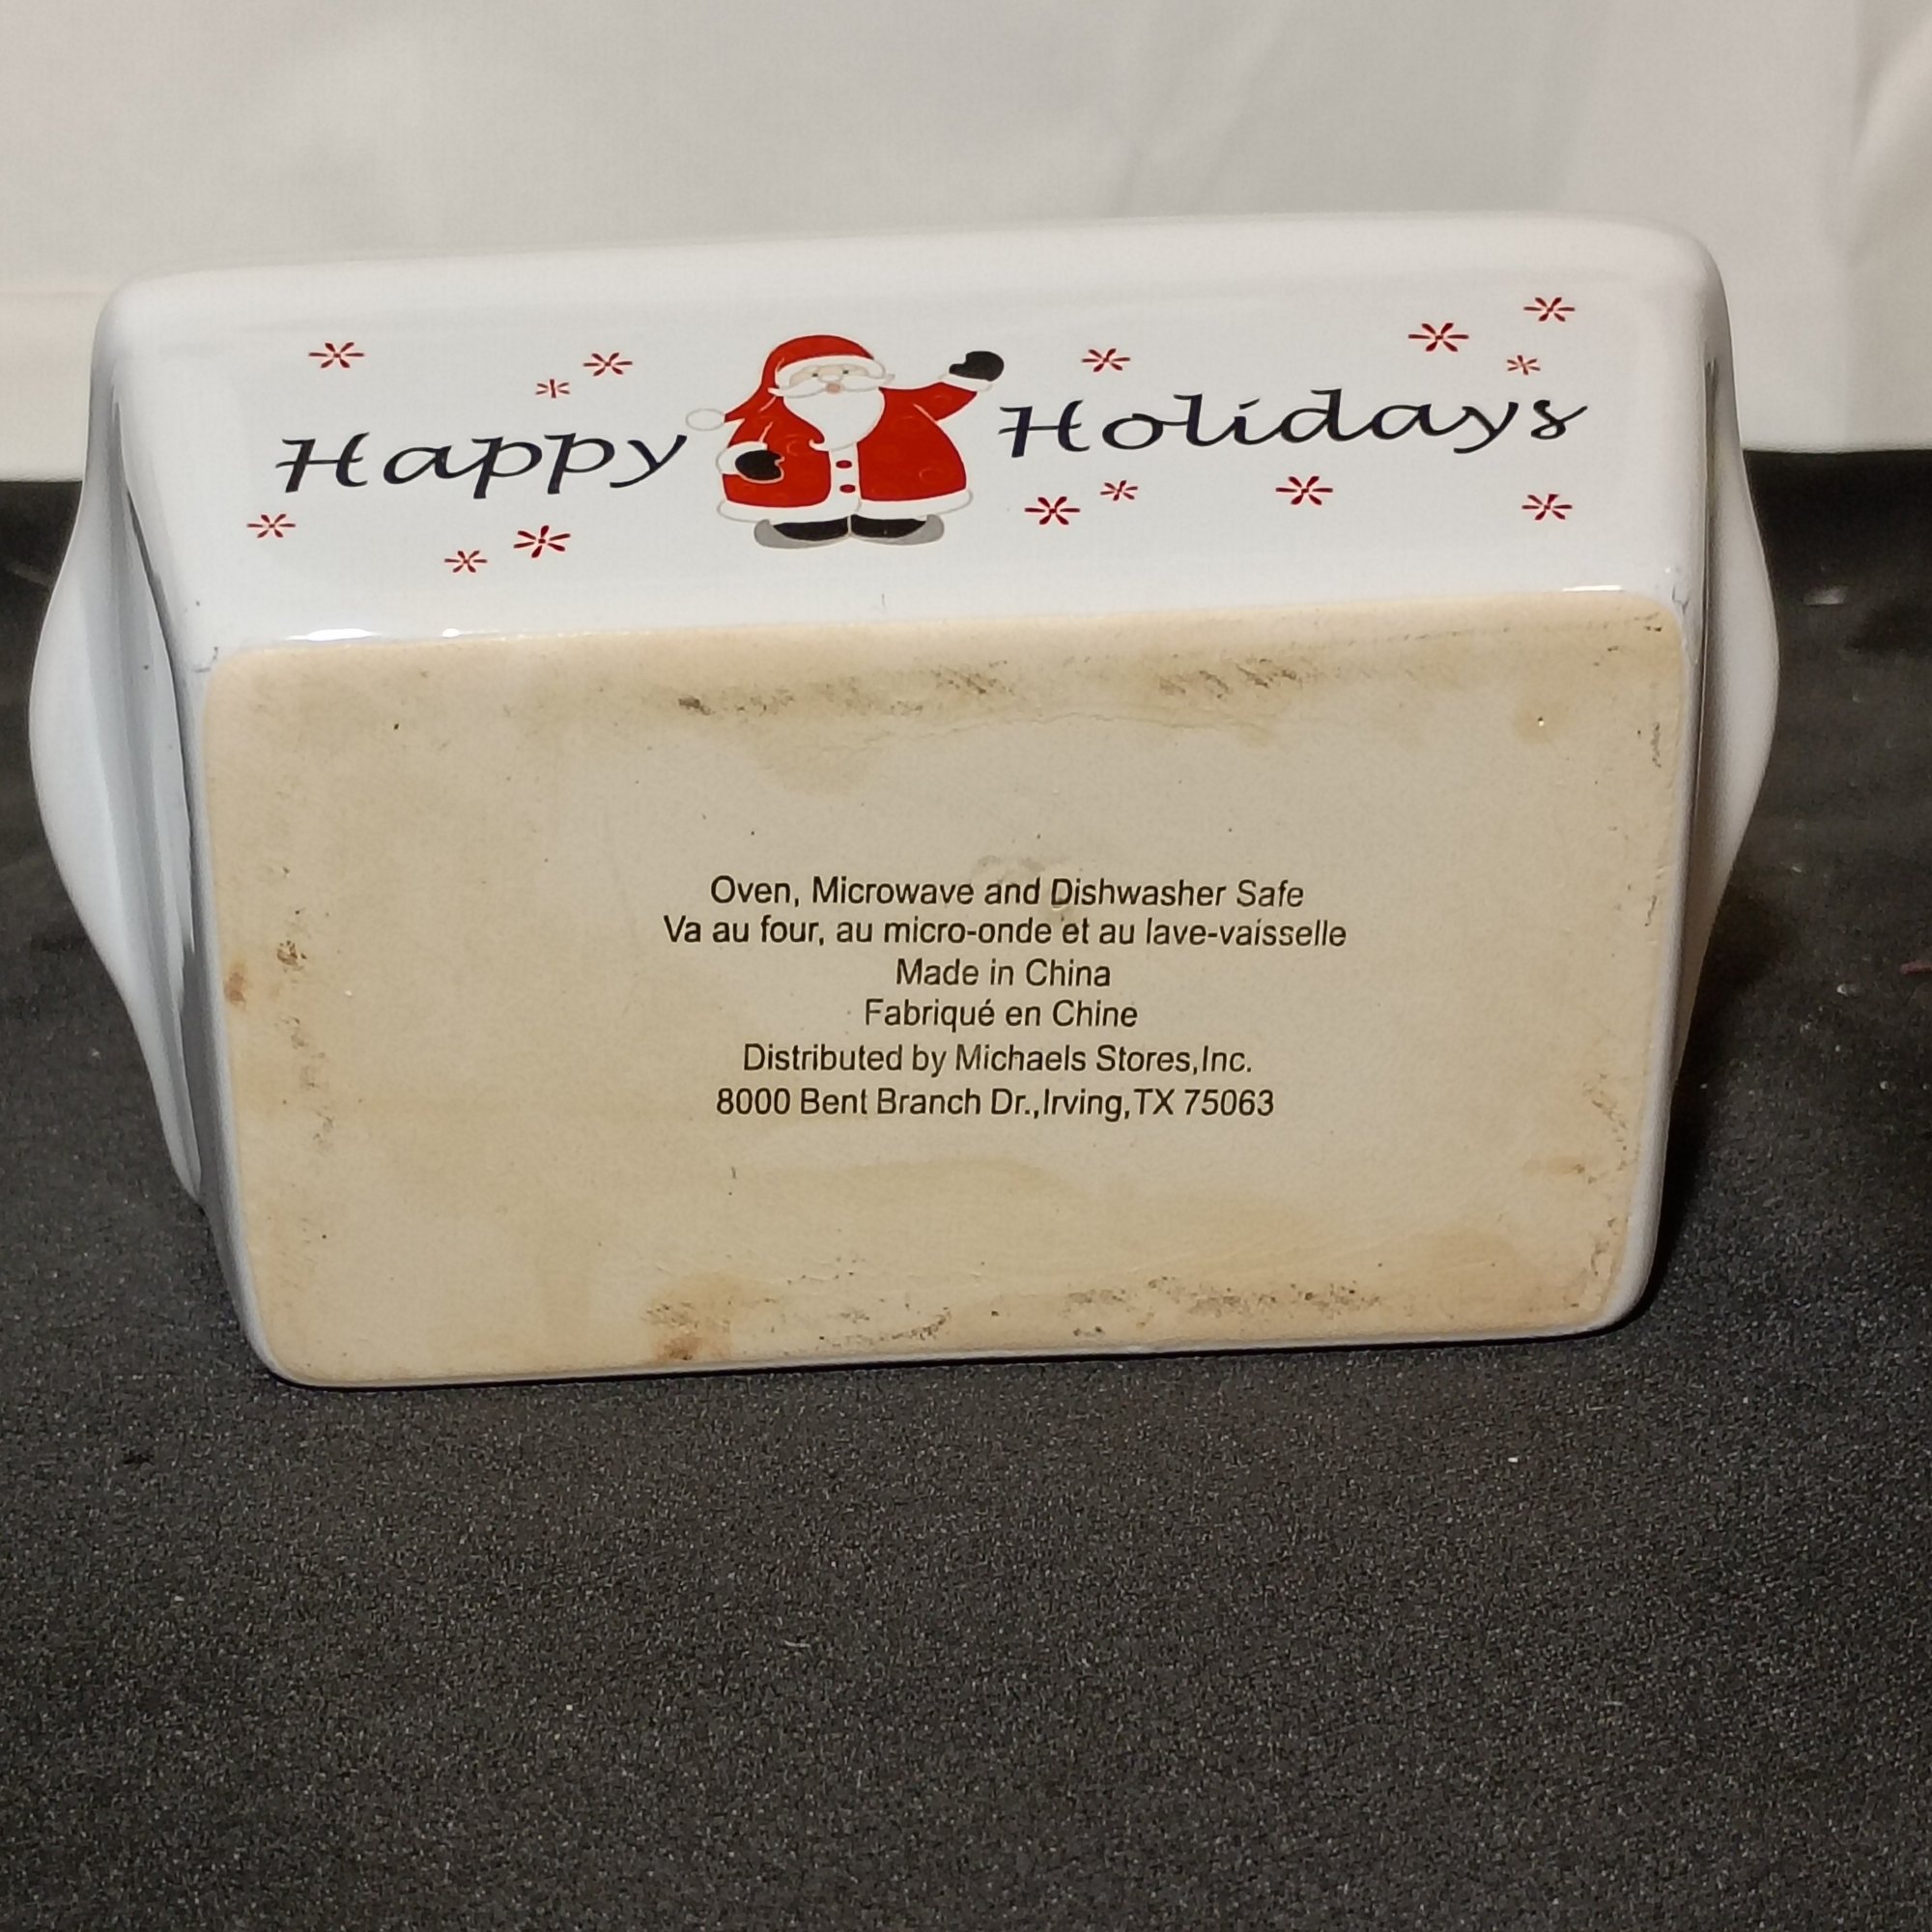 Happy Holidays
Oven, Microwave and Dishwasher Safe
Va au four, au micro-onde et au lave-vaisselle
Made in China
Fabriqué en Chine
Distributed by Michaels Stores,Inc.
8000 Bent Branch Dr.,Irving,TX 75063